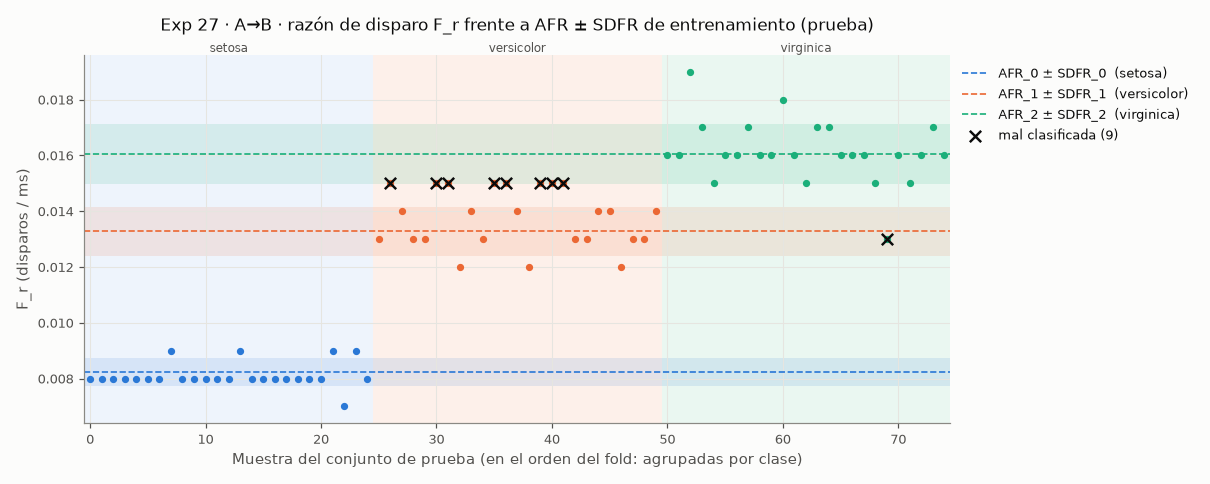 Exp 27 · A→B · razón de disparo F_r frente a AFR ± SDFR de entrenamiento (prueba)
setosa versicolor virginica
AFR_0 ± SDFR_0 (setosa)
AFR_1 ± SDFR_1 (versicolor)
AFR_2 ± SDFR_2 (virginica)
mal clasificada (9)
F_r (disparos / ms)
0.018
0.016
0.014
0.012
0.010
0.008
0 10 20 30 40 50 60 70
Muestra del conjunto de prueba (en el orden del fold: agrupadas por clase)